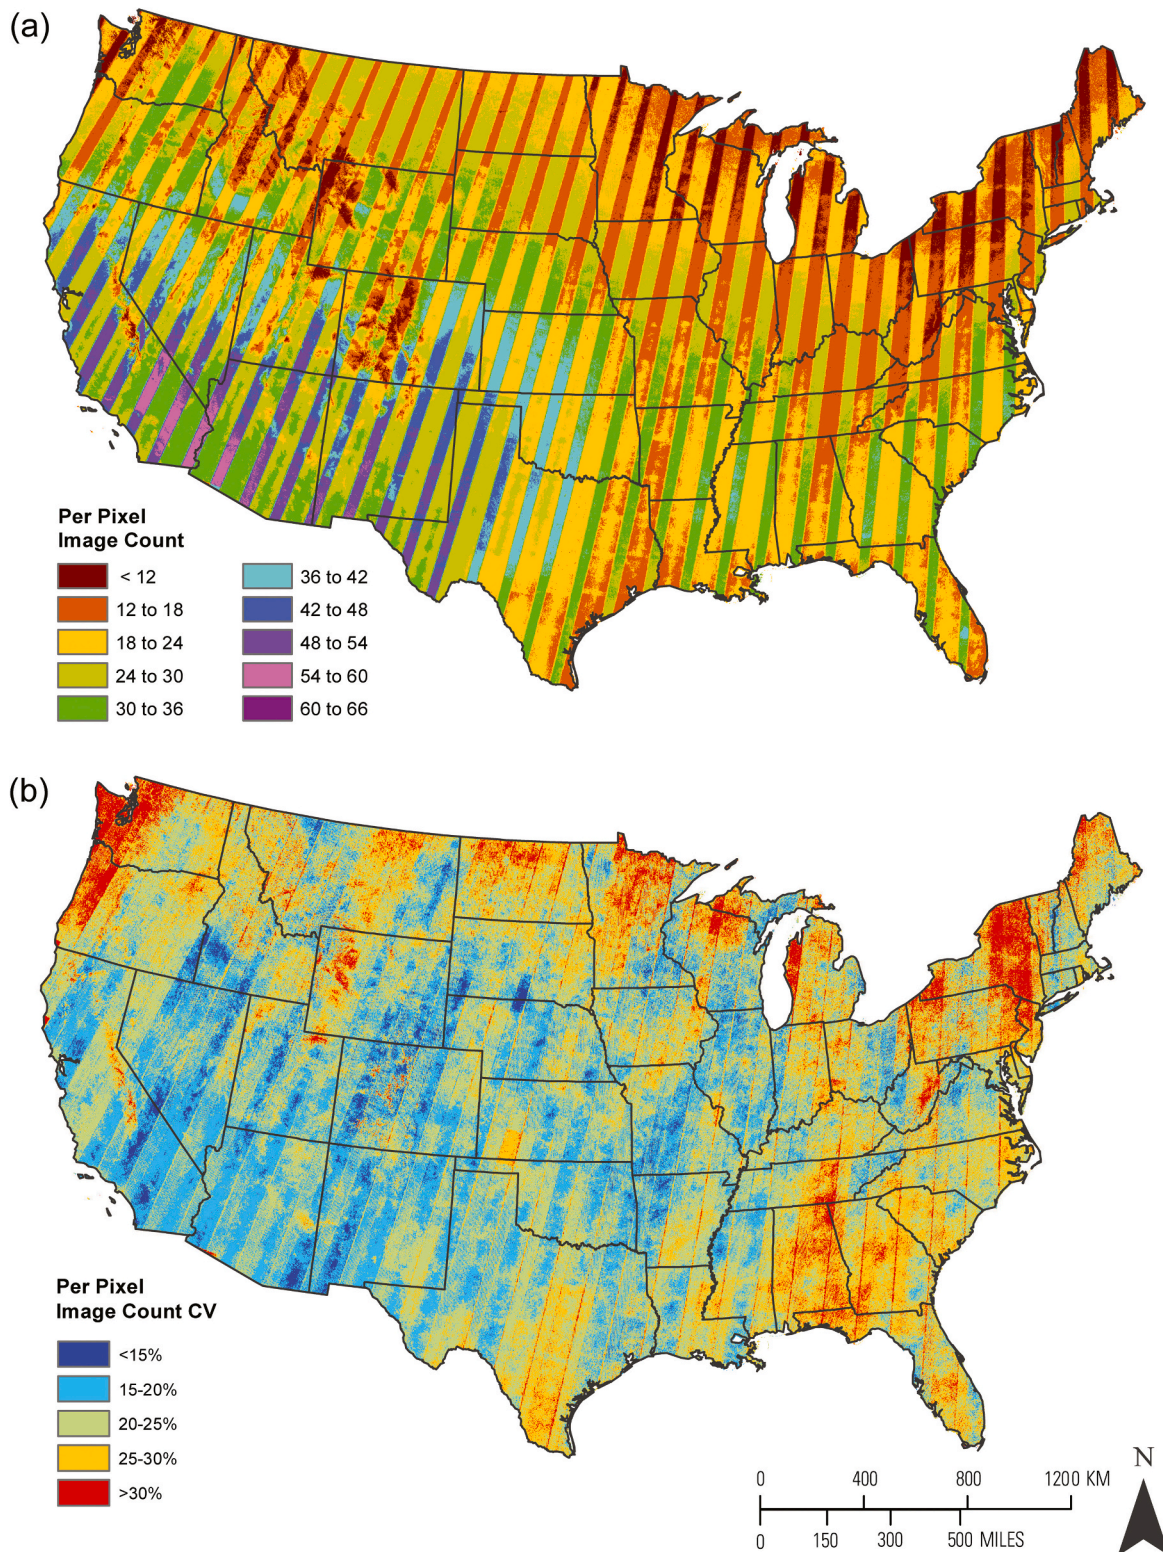 (a)
Per Pixel
Image Count
< 12
12 to 18
18 to 24
24 to 30
30 to 36
36 to 42
42 to 48
48 to 54
54 to 60
60 to 66
(b)
Per Pixel
Image Count CV
<15%
15-20%
20-25%
25-30%
>30%
N
0 400 800 1200 KM
0 150 300 500 MILES